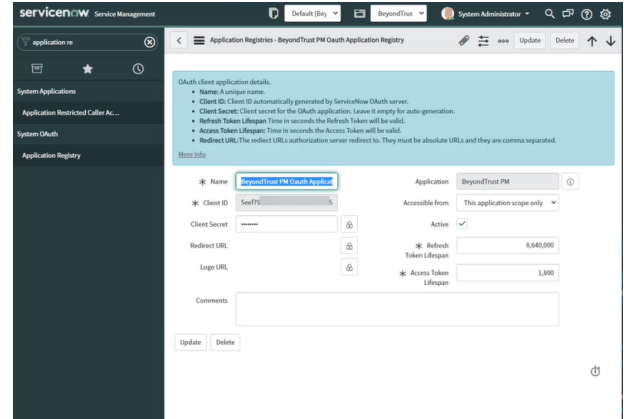 servicenow Service Management
Default [Bey
BeyondTrus
System Administrator
application re
Application Registries - BeyondTrust PM Oauth Application Registry
Update
Delete
System Applications
Application Restricted Caller Ac...
System OAuth
Application Registry
OAuth client application details.
• Name: A unique name.
• Client ID: Client ID automatically generated by ServiceNow OAuth server.
• Client Secret: Client secret for the OAuth application. Leave it empty for auto-generation.
• Refresh Token Lifespan: Time in seconds the Refresh Token will be valid.
• Access Token Lifespan: Time in seconds the Access Token will be valid.
• Redirect URL:The redirect URLs authorization server redirect to. They must be absolute URLs and they are comma separated.
More Info
Name
BeyondTrust PM Oauth Applicat
Application
BeyondTrust PM
Client ID
5eef79 5
Accessible from
This application scope only
Client Secret
Active
Redirect URL
Refresh Token Lifespan
8,640,000
Logo URL
Access Token Lifespan
1,800
Comments
Update
Delete